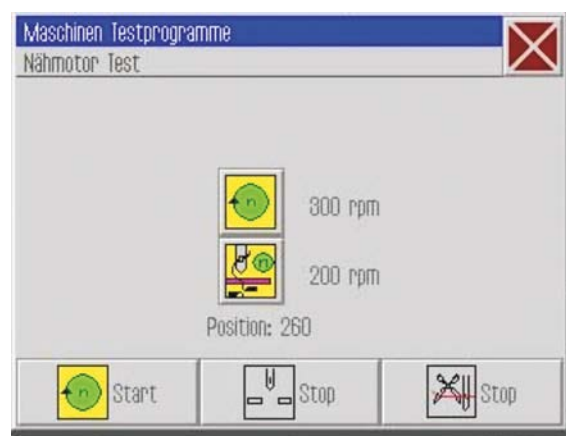 Maschinen Testprogramme
Nähmotor Test
n
300 rpm
n
200 rpm
Position: 260
n Start
Stop
Stop